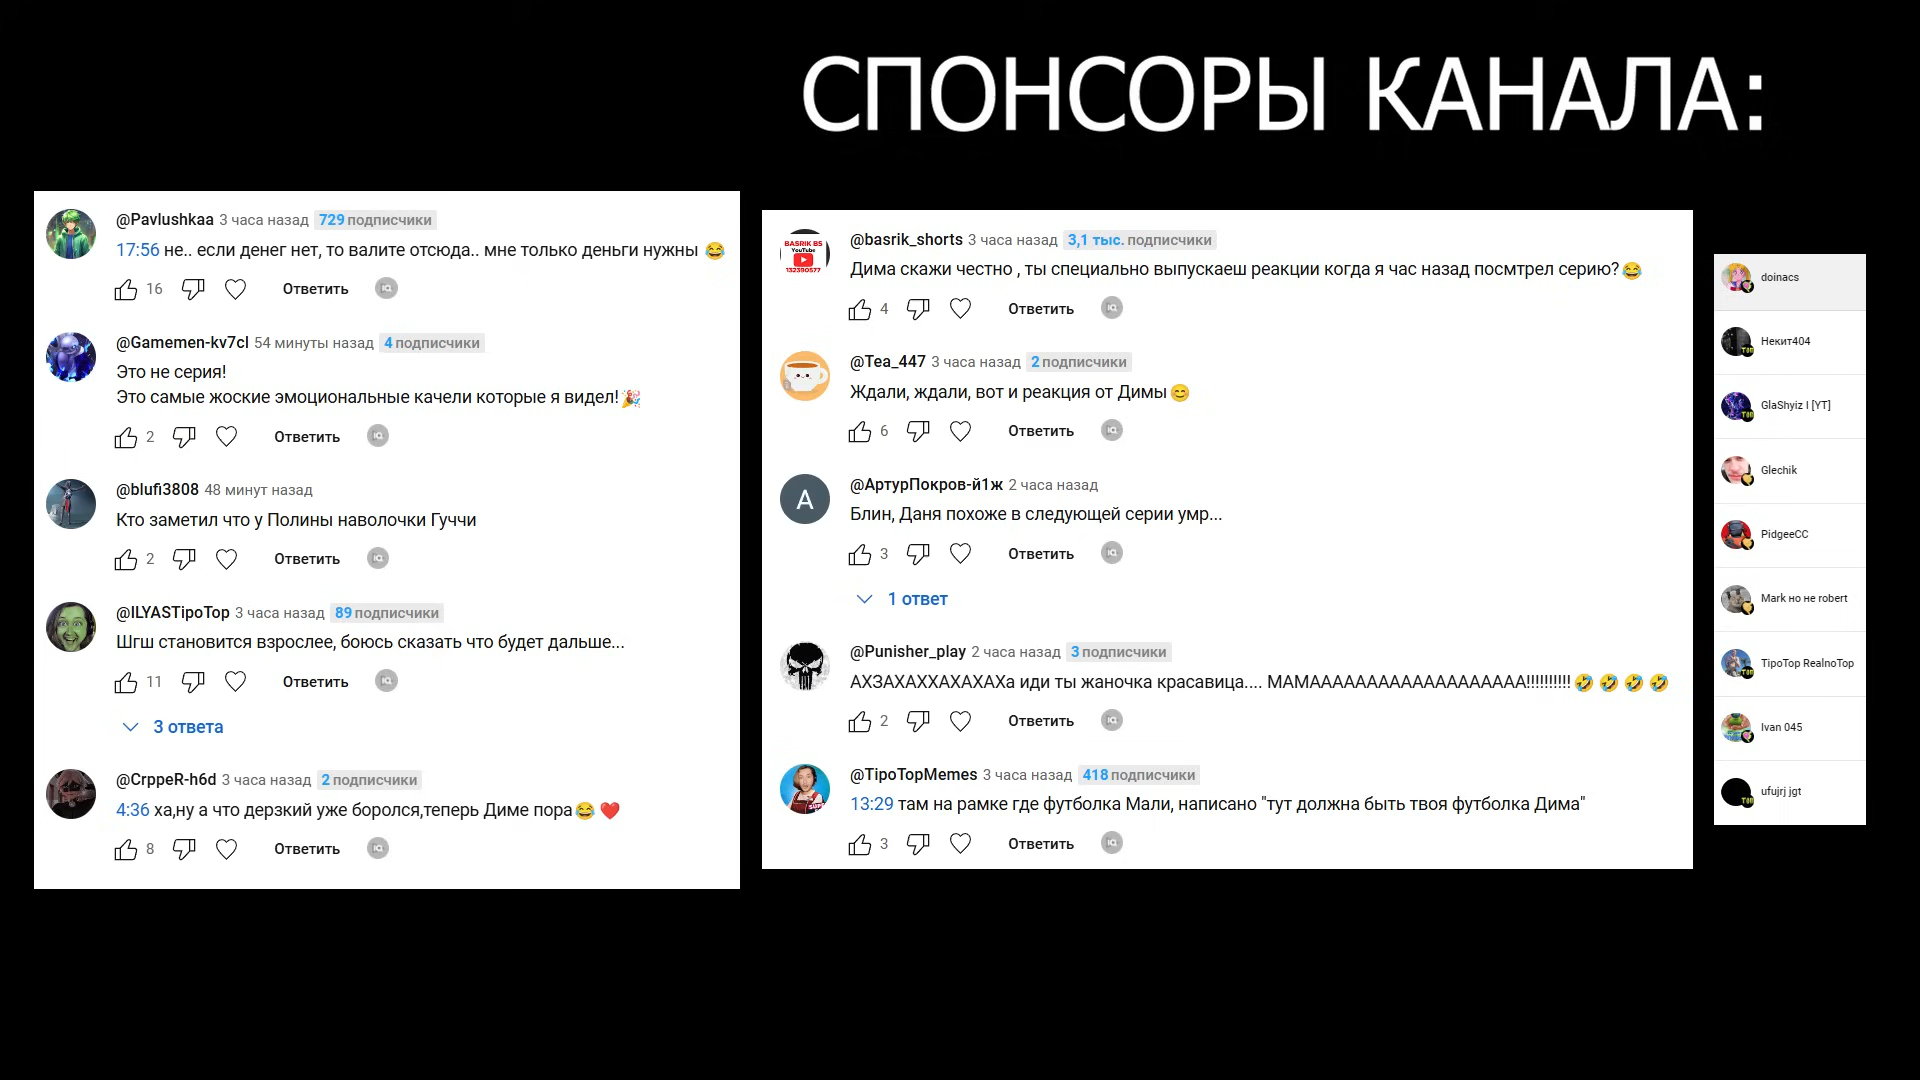 СПОНСОРЫ КАНАЛА:
@Pavlushkaa 3 часа назад 729 подписчики
17:56 не.. если денег нет, то валите отсюда.. мне только деньги нужны 😂
16 Ответить
@Gamemen-kv7cl 54 минуты назад 4 подписчики
Это не серия!
Это самые жоские эмоциональные качели которые я видел!🎉
2 Ответить
@blufi3808 48 минут назад
Кто заметил что у Полины наволочки Гуччи
2 Ответить
@ILYASTipoTop 3 часа назад 89 подписчики
Шгш становится взрослее, боюсь сказать что будет дальше...
11 Ответить
3 ответа
@CrppeR-h6d 3 часа назад 2 подписчики
4:36 ха,ну а что дерзкий уже боролся,теперь Диме пора😂 ❤️
8 Ответить
BASRIK BS
YouTube
132390577
@basrik_shorts 3 часа назад 3,1 тыс. подписчики
Дима скажи честно , ты специально выпускаеш реакции когда я час назад посмтрел серию?😂
4 Ответить
@Tea_447 3 часа назад 2 подписчики
Ждали, ждали, вот и реакция от Димы😊
6 Ответить
А
@АртурПокров-й1ж 2 часа назад
Блин, Даня похоже в следующей серии умр...
3 Ответить
1 ответ
@Punisher_play 2 часа назад 3 подписчики
АХЗАХАХХАХАХАХа иди ты жаночка красавица.... МАМАААААААААААААААААААА!!!!!!!!!🤣 🤣 🤣 🤣
2 Ответить
@TipoTopMemes 3 часа назад 418 подписчики
13:29 там на рамке где футболка Мали, написано "тут должна быть твоя футболка Дима"
3 Ответить
doinacs
Некит404
GlaShyiz I [YT]
Glechik
PidgeeCC
Mark но не robert
TipoTop RealnoTop
Ivan 045
ufujrj jgt